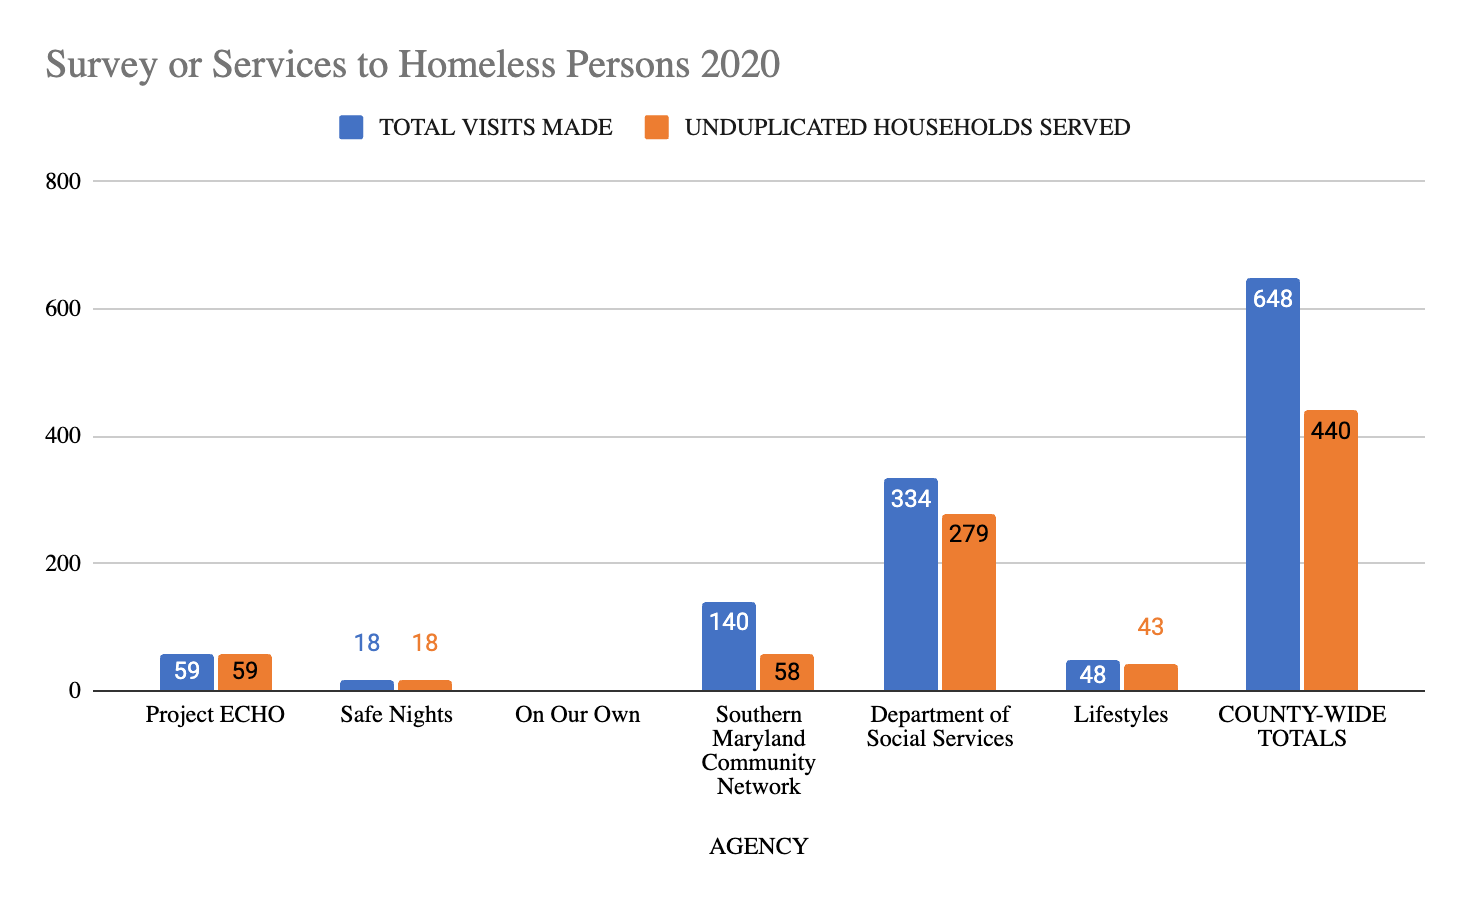 Survey or Services to Homeless Persons 2020
TOTAL VISITS MADE
UNDUPLICATED HOUSEHOLDS SERVED
800
600
400
200
0
59
59
18
18
140
58
334
279
48
43
648
440
Project ECHO
Safe Nights
On Our Own
Southern
Maryland
Community
Network
Department of
Social Services
Lifestyles
COUNTY-WIDE
TOTALS
AGENCY